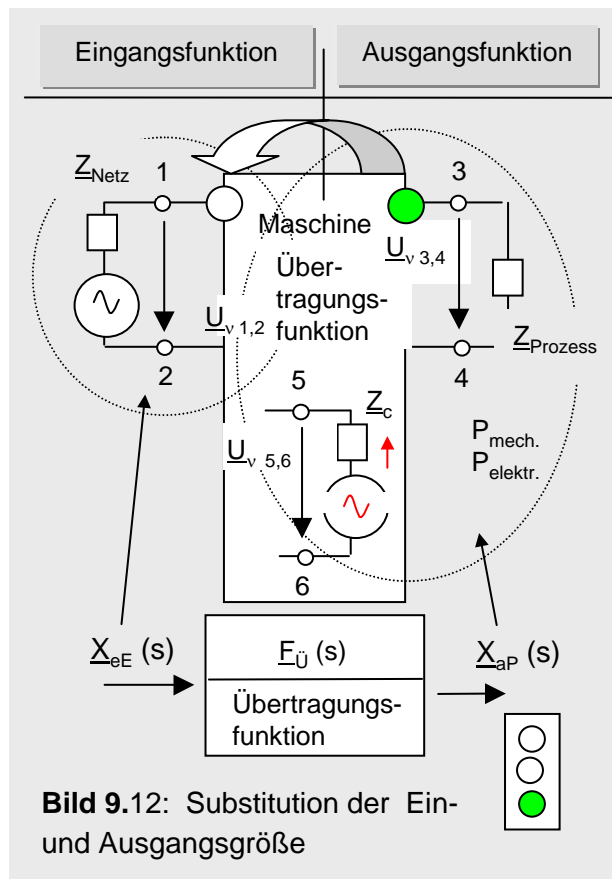 Eingangsfunktion
Ausgangsfunktion
Z_Netz
1
3
Maschine
Über-
tragungs-
funktion
U_ν 3,4
U_ν 1,2
2
4
Z_Prozess
5
Z_c
U_ν 5,6
P_mech.
P_elektr.
6
X_eE (s)
F_Ü (s)
X_aP (s)
Übertragungs-
funktion
Bild 9.12: Substitution der Ein-
und Ausgangsgröße